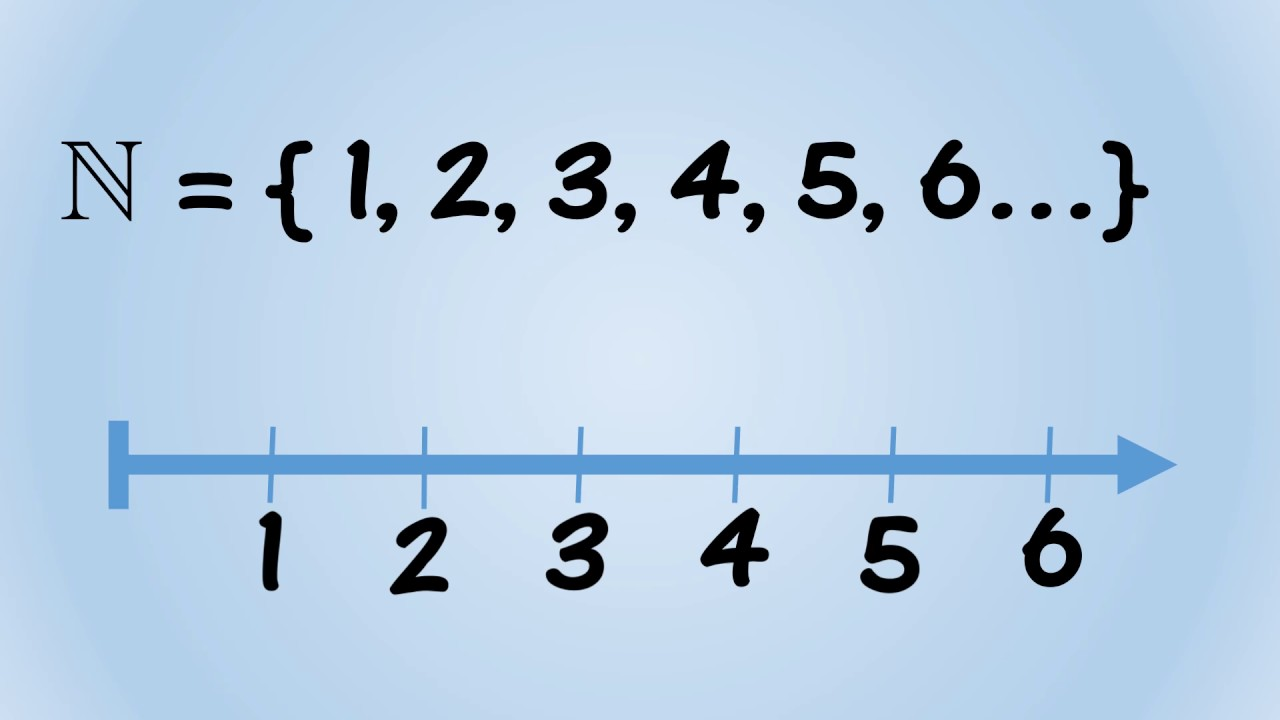 ℕ = { 1, 2, 3, 4, 5, 6...}
1 2 3 4 5 6